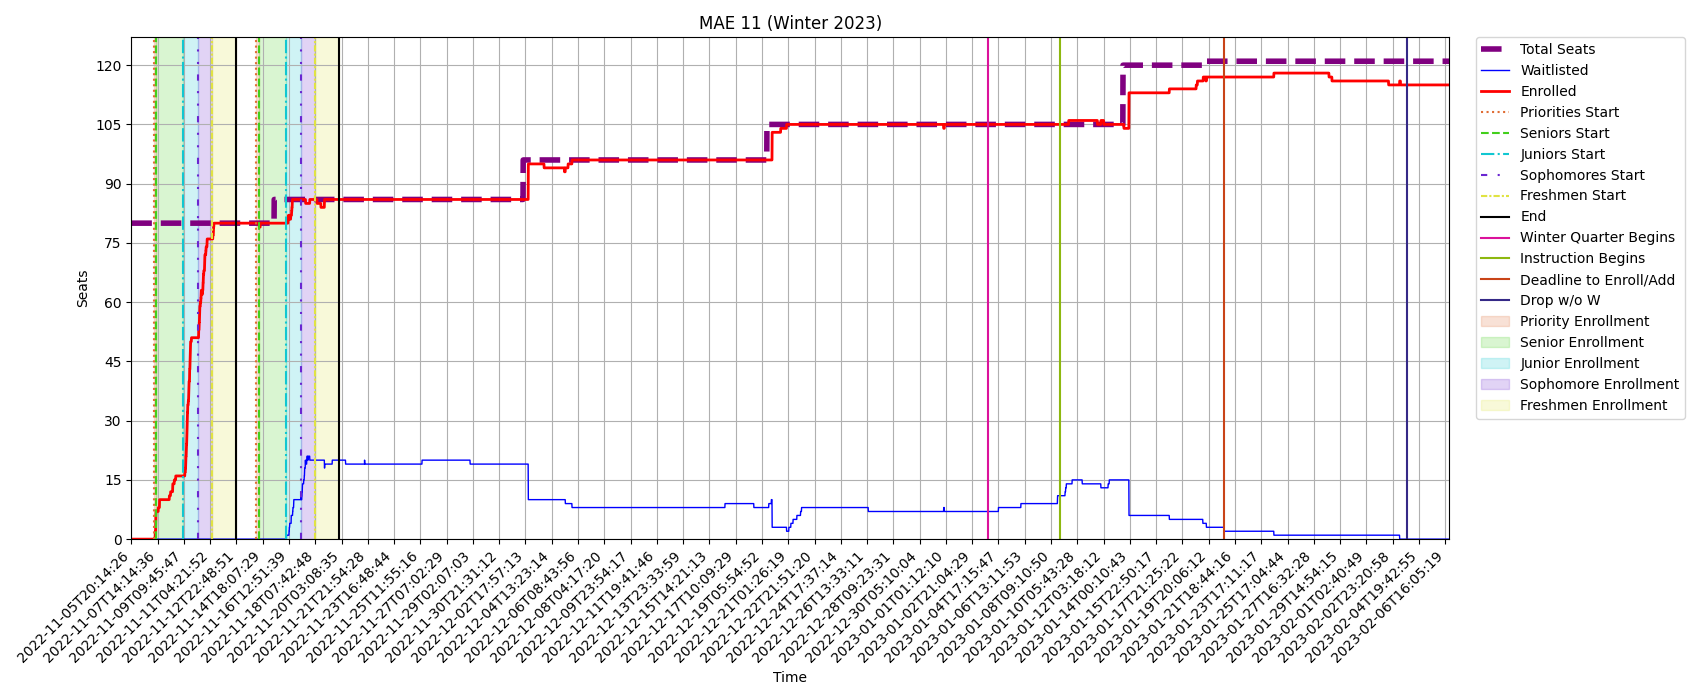 MAE 11 (Winter 2023)
Seats
120
105
90
75
60
45
30
15
0
2022-11-05T20:14:26
2022-11-07T14:14:36
2022-11-09T09:45:47
2022-11-11T04:21:52
2022-11-12T22:48:51
2022-11-14T18:07:29
2022-11-16T12:51:39
2022-11-18T07:42:48
2022-11-20T03:08:35
2022-11-21T21:54:28
2022-11-23T16:48:44
2022-11-25T11:55:16
2022-11-27T07:02:29
2022-11-29T02:07:03
2022-11-30T21:31:12
2022-12-02T17:57:13
2022-12-04T13:23:14
2022-12-06T08:43:56
2022-12-08T04:17:20
2022-12-09T23:54:17
2022-12-11T19:41:46
2022-12-13T23:33:59
2022-12-15T14:21:13
2022-12-17T10:09:29
2022-12-19T05:54:52
2022-12-21T01:26:19
2022-12-22T21:51:20
2022-12-24T17:37:14
2022-12-26T13:33:11
2022-12-28T09:23:31
2022-12-30T05:10:04
2023-01-01T01:12:10
2023-01-02T21:04:29
2023-01-04T17:15:47
2023-01-06T13:11:53
2023-01-08T09:10:50
2023-01-10T05:43:28
2023-01-12T03:18:12
2023-01-14T00:10:43
2023-01-15T22:50:17
2023-01-17T21:25:22
2023-01-19T20:06:12
2023-01-21T18:44:16
2023-01-23T17:11:17
2023-01-25T17:04:44
2023-01-27T16:32:28
2023-01-29T14:54:15
2023-02-01T02:40:49
2023-02-02T23:20:58
2023-02-04T19:42:55
2023-02-06T16:05:19
Time
Total Seats
Waitlisted
Enrolled
Priorities Start
Seniors Start
Juniors Start
Sophomores Start
Freshmen Start
End
Winter Quarter Begins
Instruction Begins
Deadline to Enroll/Add
Drop w/o W
Priority Enrollment
Senior Enrollment
Junior Enrollment
Sophomore Enrollment
Freshmen Enrollment